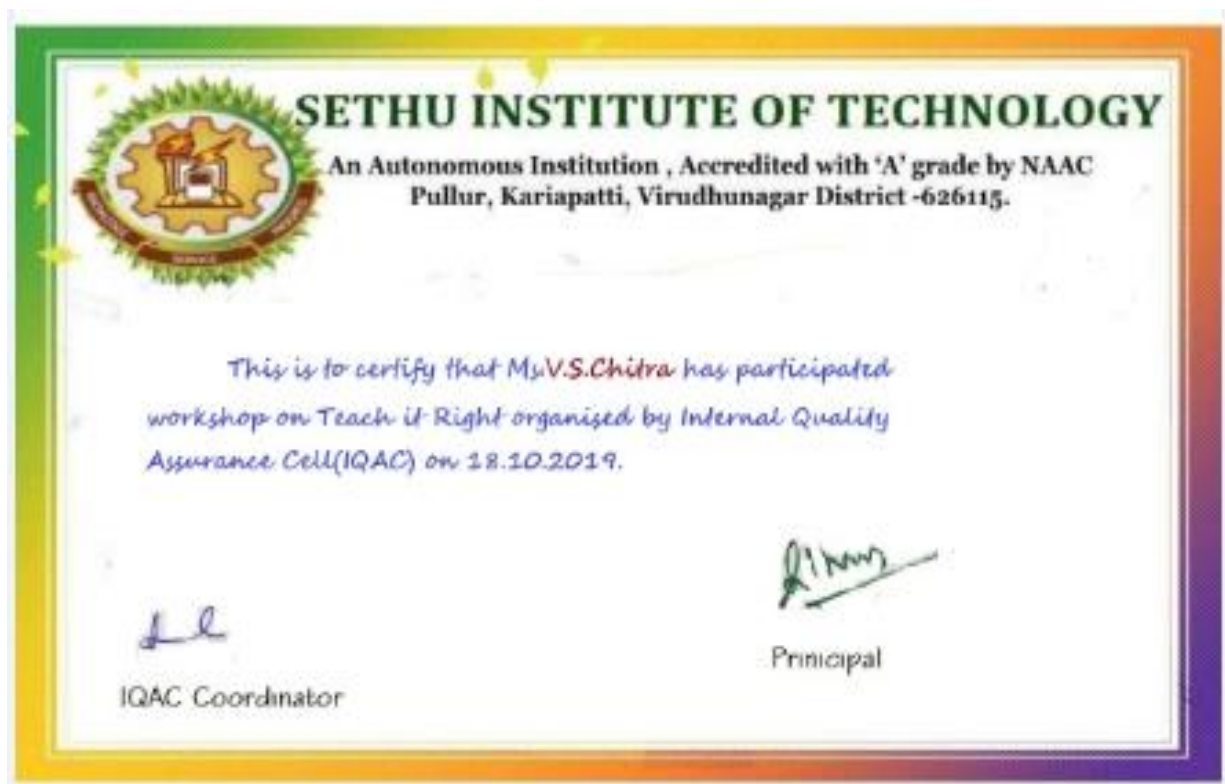 SETHU INSTITUTE OF TECHNOLOGY
An Autonomous Institution , Accredited with 'A' grade by NAAC
Pullur, Kariapatti, Virudhunagar District -626115.
SERVICE
This is to certify that Ms.V.S.Chitra has participated
workshop on Teach it Right organised by Internal Quality
Assurance Cell(IQAC) on 18.10.2019.
Prinicipal
IQAC Coordinator